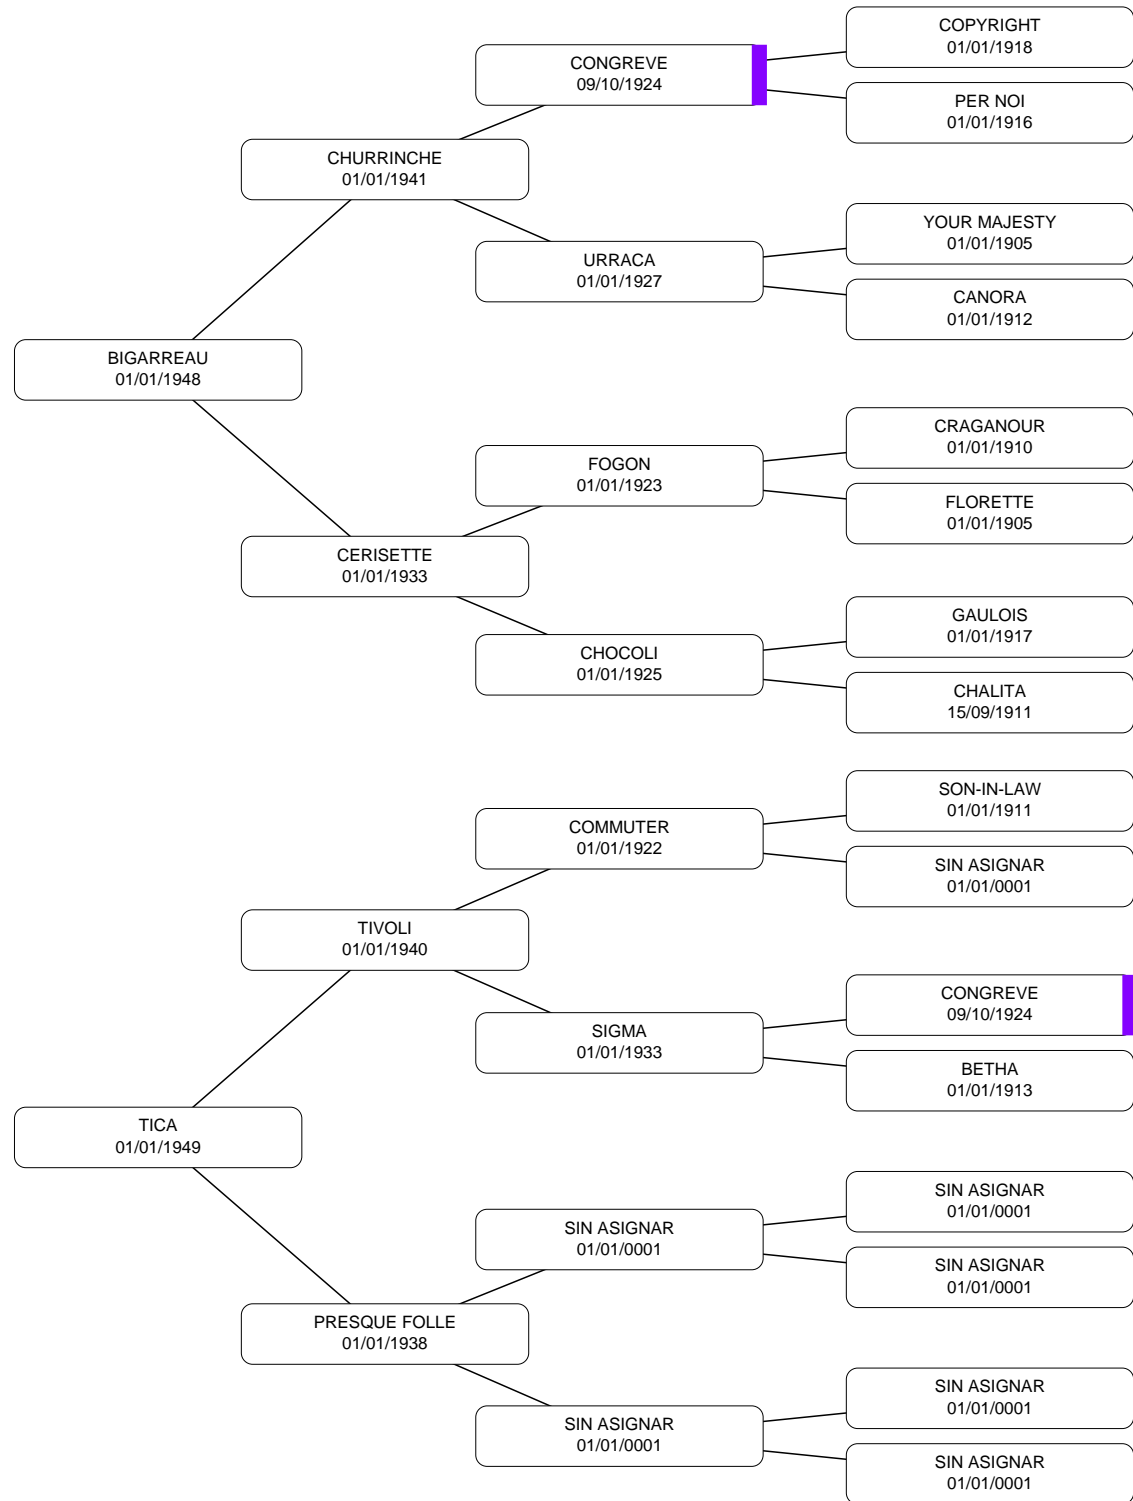 COPYRIGHT
01/01/1918
CONGREVE
09/10/1924
PER NOI
01/01/1916
CHURRINCHE
01/01/1941
YOUR MAJESTY
01/01/1905
URRACA
01/01/1927
CANORA
01/01/1912
BIGARREAU
01/01/1948
CRAGANOUR
01/01/1910
FOGON
01/01/1923
FLORETTE
01/01/1905
CERISETTE
01/01/1933
GAULOIS
01/01/1917
CHOCOLI
01/01/1925
CHALITA
15/09/1911
SON-IN-LAW
01/01/1911
COMMUTER
01/01/1922
SIN ASIGNAR
01/01/0001
TIVOLI
01/01/1940
CONGREVE
09/10/1924
SIGMA
01/01/1933
BETHA
01/01/1913
TICA
01/01/1949
SIN ASIGNAR
01/01/0001
SIN ASIGNAR
01/01/0001
SIN ASIGNAR
01/01/0001
PRESQUE FOLLE
01/01/1938
SIN ASIGNAR
01/01/0001
SIN ASIGNAR
01/01/0001
SIN ASIGNAR
01/01/0001